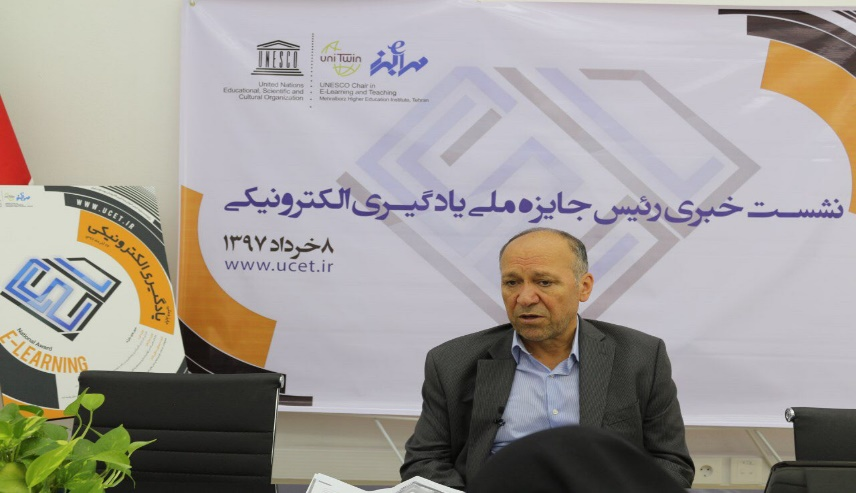 UNESCO
United Nations
Educational, Scientific and
Cultural Organization
uni Twin
UNESCO Chair in
E-Learning and Teaching
Mehralborz Higher Education Institute, Tehran
نشست خبری رئیس جایزه ملی یادگیری الکترونیکی
۸ خرداد ۱۳۹۷
www.ucet.ir
WWW.UCET.IR
یادگیری الکترونیکی
National Award
E-LEARNING